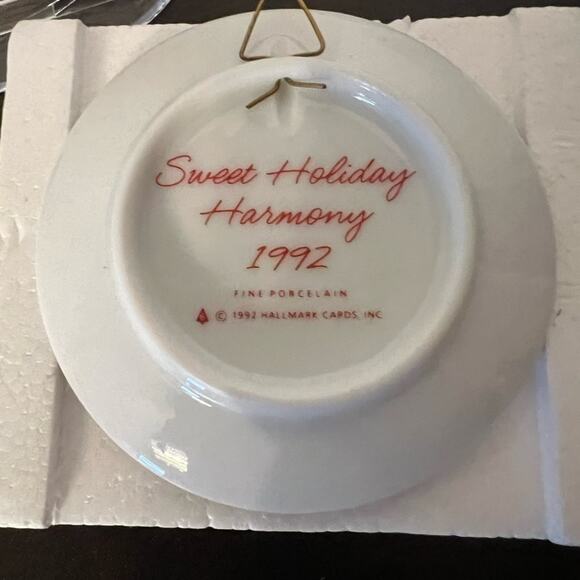 Sweet Holiday
Harmony
1992
FINE PORCELAIN
© 1992 HALLMARK CARDS, INC